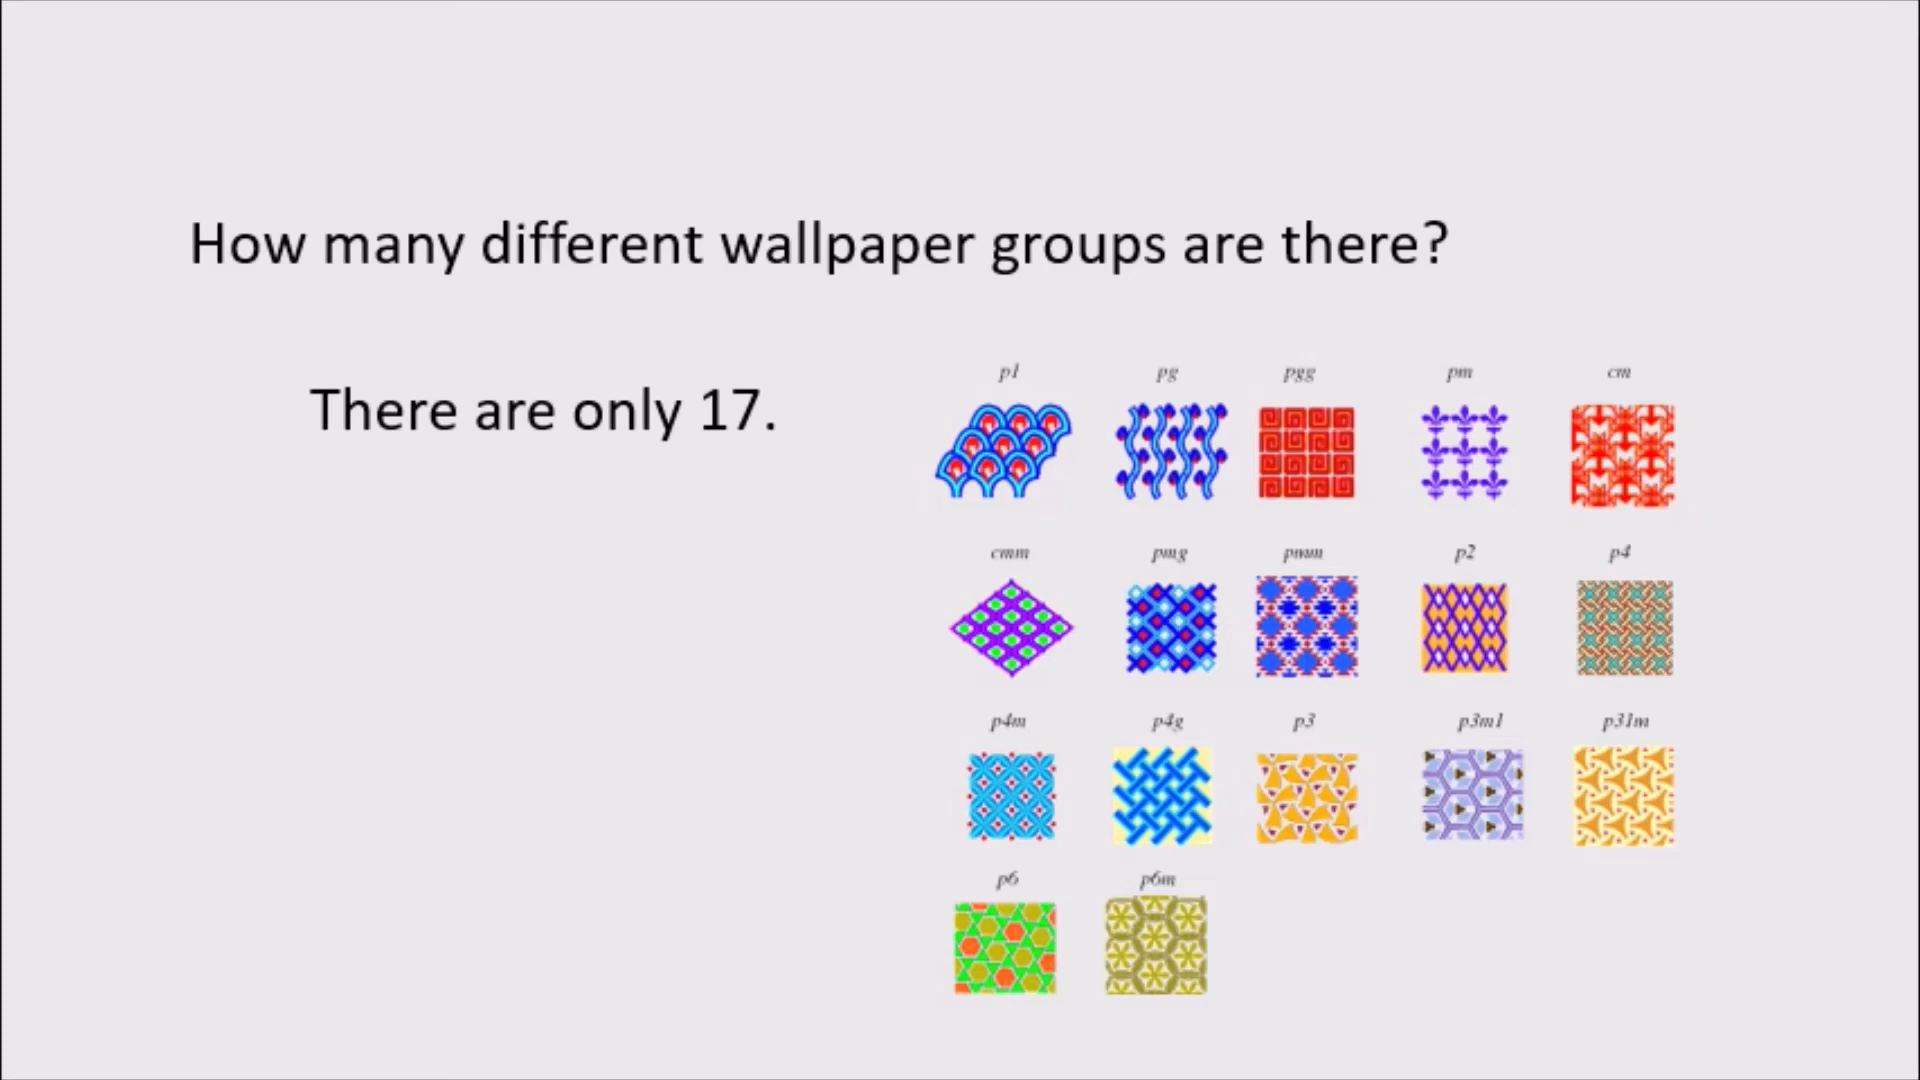 How many different wallpaper groups are there?
There are only 17.
p1 pg pgg pm cm
cmm pmg pmm p2 p4
p4m p4g p3 p3m1 p31m
p6 p6m